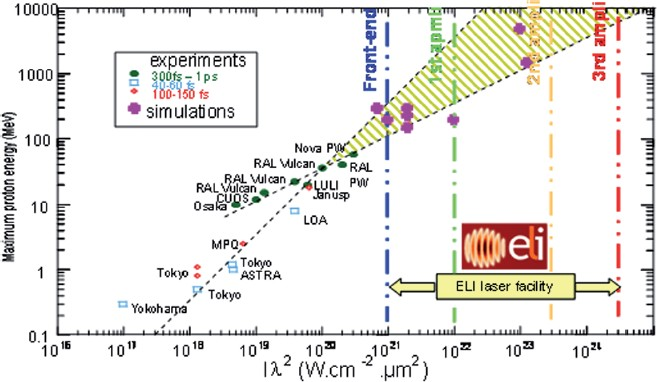 10000
1000
100
10
1
0.1
Maximum proton energy (MeV)
experiments
300fs – 1 ps
40-60 fs
100-150 fs
simulations
Front-end
1st
2nd ampli
3rd ampli
Nova PW
RAL Vulcan
RAL PW
RAL Vulcan
LULI
Janusp
CUOS
Osaka
LOA
MPQ
Tokyo
Tokyo
ASTRA
Tokyo
Yokohama
eli
ELI laser facility
10^16 10^17 10^18 10^19 10^20 10^21 10^22 10^23 10^24
Iλ² (W.cm⁻².µm²)